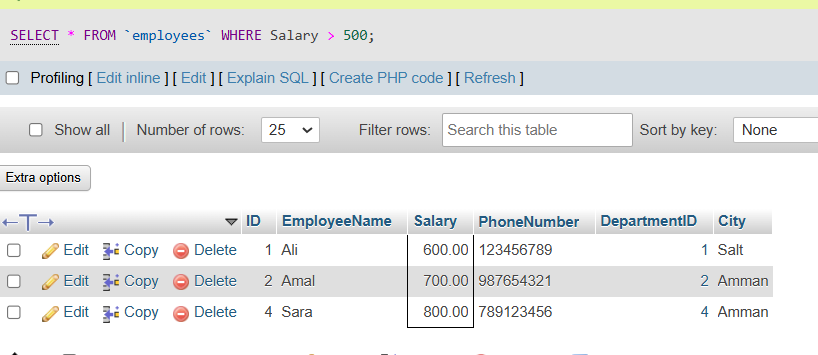 SELECT * FROM `employees` WHERE Salary > 500;
Profiling [ Edit inline ] [ Edit ] [ Explain SQL ] [ Create PHP code ] [ Refresh ]
Show all Number of rows: 25 Filter rows: Search this table Sort by key: None
Extra options
ID EmployeeName Salary PhoneNumber DepartmentID City
Edit Copy Delete 1 Ali 600.00 123456789 1 Salt
Edit Copy Delete 2 Amal 700.00 987654321 2 Amman
Edit Copy Delete 4 Sara 800.00 789123456 4 Amman